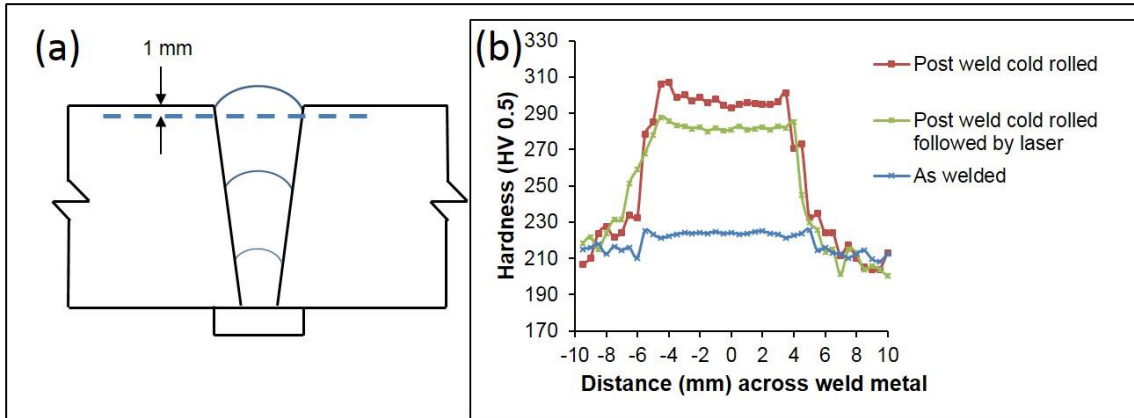 (a)
1 mm
(b)
Hardness (HV 0.5)
330
310
290
270
250
230
210
190
170
-10 -8 -6 -4 -2 0 2 4 6 8 10
Distance (mm) across weld metal
Post weld cold rolled
Post weld cold rolled
followed by laser
As welded